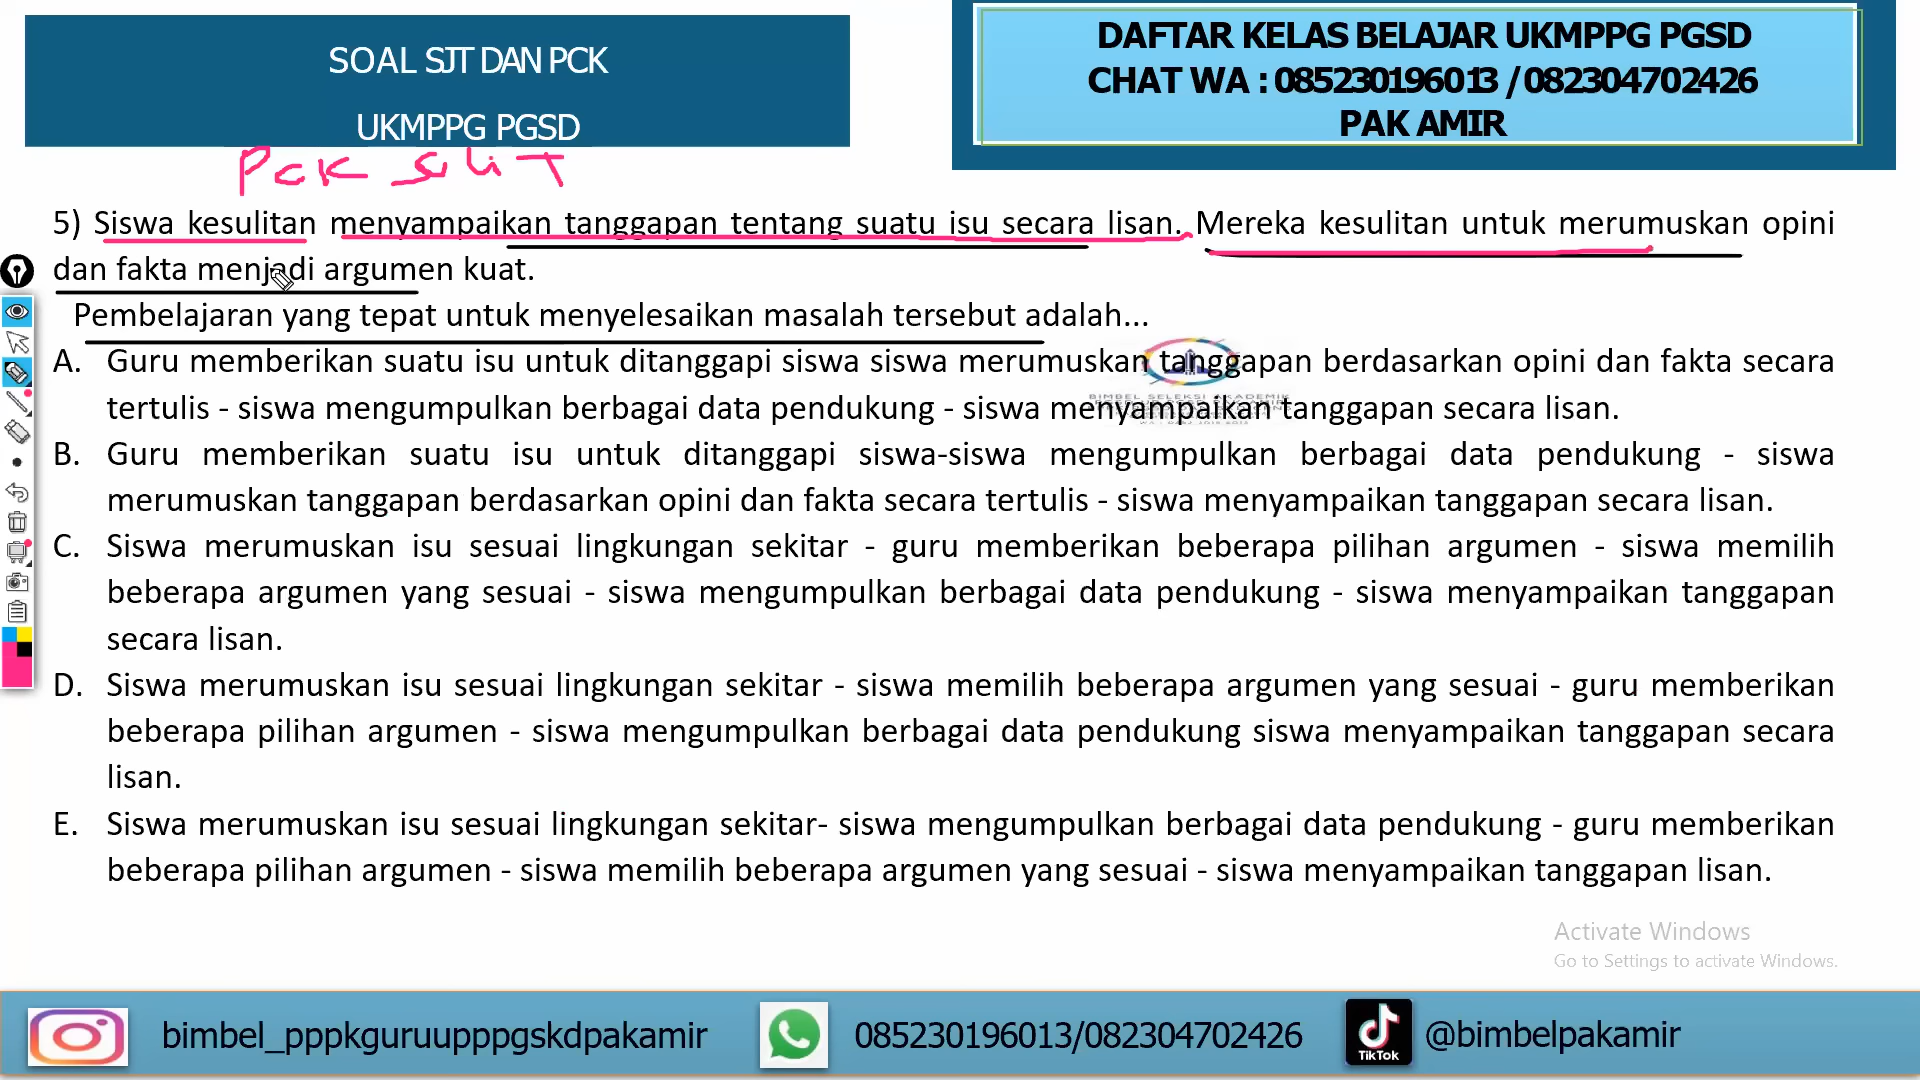 SOAL SJT DAN PCK
UKMPPG PGSD
DAFTAR KELAS BELAJAR UKMPPG PGSD
CHAT WA : 085230196013 / 082304702426
PAK AMIR
PCK SULIT
5) Siswa kesulitan menyampaikan tanggapan tentang suatu isu secara lisan. Mereka kesulitan untuk merumuskan opini
dan fakta menjadi argumen kuat.
Pembelajaran yang tepat untuk menyelesaikan masalah tersebut adalah...
A. Guru memberikan suatu isu untuk ditanggapi siswa siswa merumuskan tanggapan berdasarkan opini dan fakta secara
tertulis - siswa mengumpulkan berbagai data pendukung - siswa menyampaikan tanggapan secara lisan.
BIMBEL SELEKSI AKADEMIK
B. Guru memberikan suatu isu untuk ditanggapi siswa-siswa mengumpulkan berbagai data pendukung - siswa
merumuskan tanggapan berdasarkan opini dan fakta secara tertulis - siswa menyampaikan tanggapan secara lisan.
C. Siswa merumuskan isu sesuai lingkungan sekitar - guru memberikan beberapa pilihan argumen - siswa memilih
beberapa argumen yang sesuai - siswa mengumpulkan berbagai data pendukung - siswa menyampaikan tanggapan
secara lisan.
D. Siswa merumuskan isu sesuai lingkungan sekitar - siswa memilih beberapa argumen yang sesuai - guru memberikan
beberapa pilihan argumen - siswa mengumpulkan berbagai data pendukung siswa menyampaikan tanggapan secara
lisan.
E. Siswa merumuskan isu sesuai lingkungan sekitar- siswa mengumpulkan berbagai data pendukung - guru memberikan
beberapa pilihan argumen - siswa memilih beberapa argumen yang sesuai - siswa menyampaikan tanggapan lisan.
Activate Windows
Go to Settings to activate Windows.
bimbel_pppkguruupppgskdpakamir
085230196013/082304702426
TikTok
@bimbelpakamir